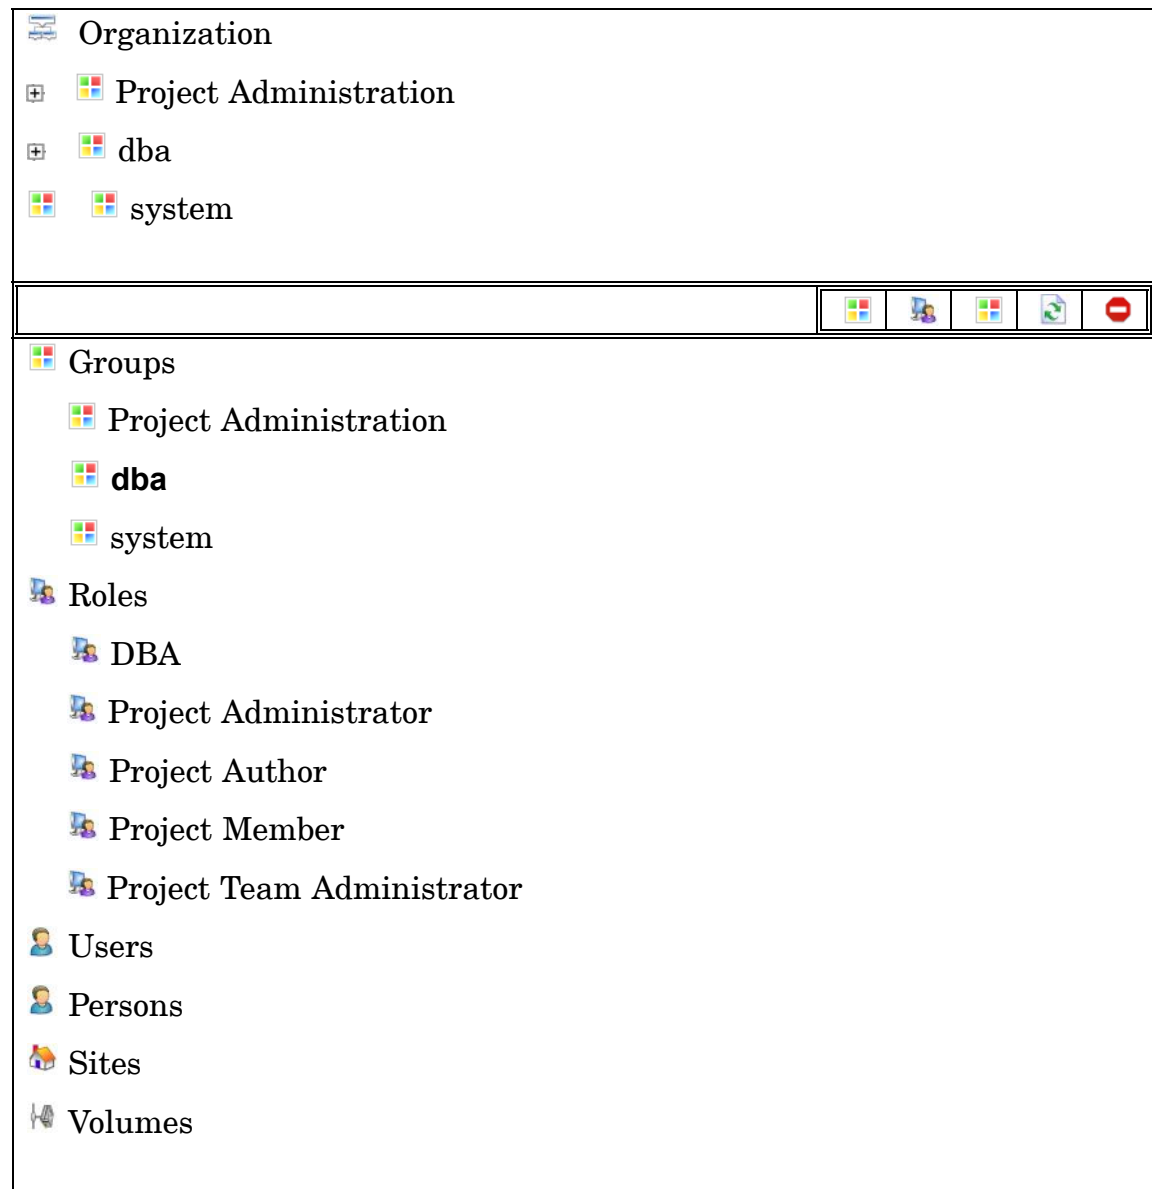 Organization
Project Administration
dba
system
Groups
Project Administration
dba
system
Roles
DBA
Project Administrator
Project Author
Project Member
Project Team Administrator
Users
Persons
Sites
Volumes